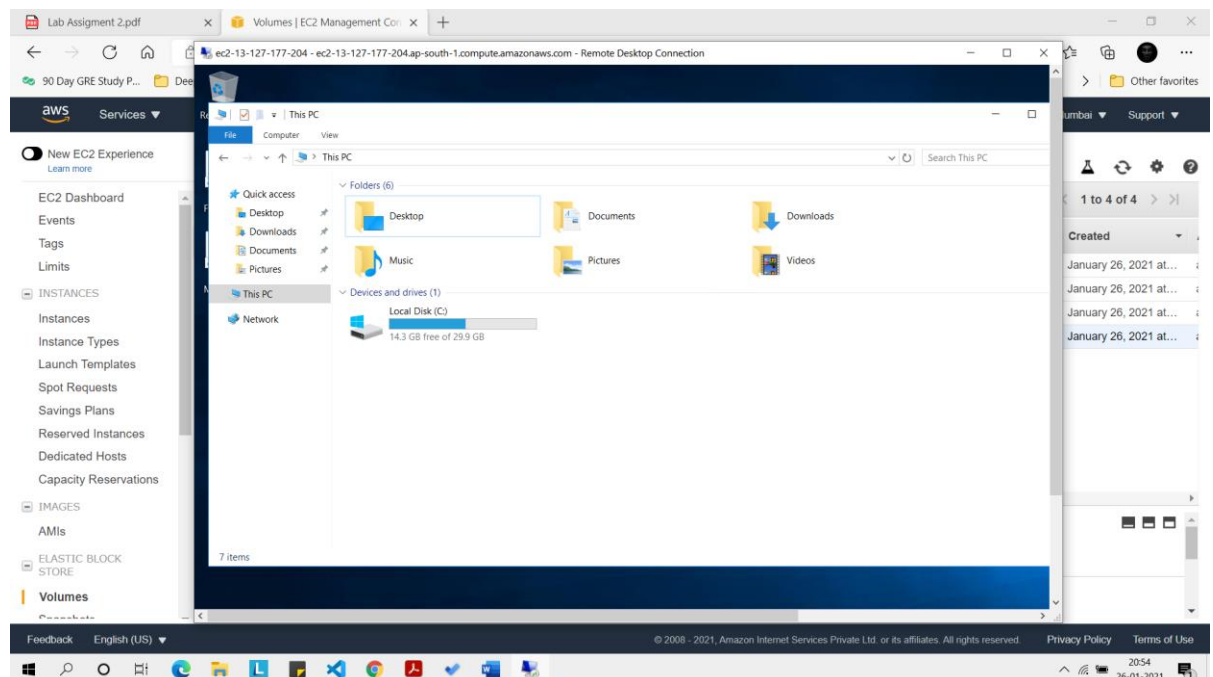 Lab Assigment 2.pdf
Volumes | EC2 Management Con
90 Day GRE Study P...
Dee
Other favorites
ec2-13-127-177-204 - ec2-13-127-177-204.ap-south-1.compute.amazonaws.com - Remote Desktop Connection
aws
Services
umbai
Support
This PC
File
Computer
View
This PC
Search This PC
New EC2 Experience
Learn more
EC2 Dashboard
Events
Tags
Limits
INSTANCES
Instances
Instance Types
Launch Templates
Spot Requests
Savings Plans
Reserved Instances
Dedicated Hosts
Capacity Reservations
IMAGES
AMIs
ELASTIC BLOCK
STORE
Volumes
Quick access
Desktop
Downloads
Documents
Pictures
This PC
Network
Folders (6)
Desktop
Documents
Downloads
Music
Pictures
Videos
Devices and drives (1)
Local Disk (C:)
14.3 GB free of 29.9 GB
7 items
1 to 4 of 4
Created
January 26, 2021 at...
January 26, 2021 at...
January 26, 2021 at...
January 26, 2021 at...
Feedback
English (US)
© 2008 - 2021, Amazon Internet Services Private Ltd. or its affiliates. All rights reserved.
Privacy Policy
Terms of Use
20:54
26-01-2021